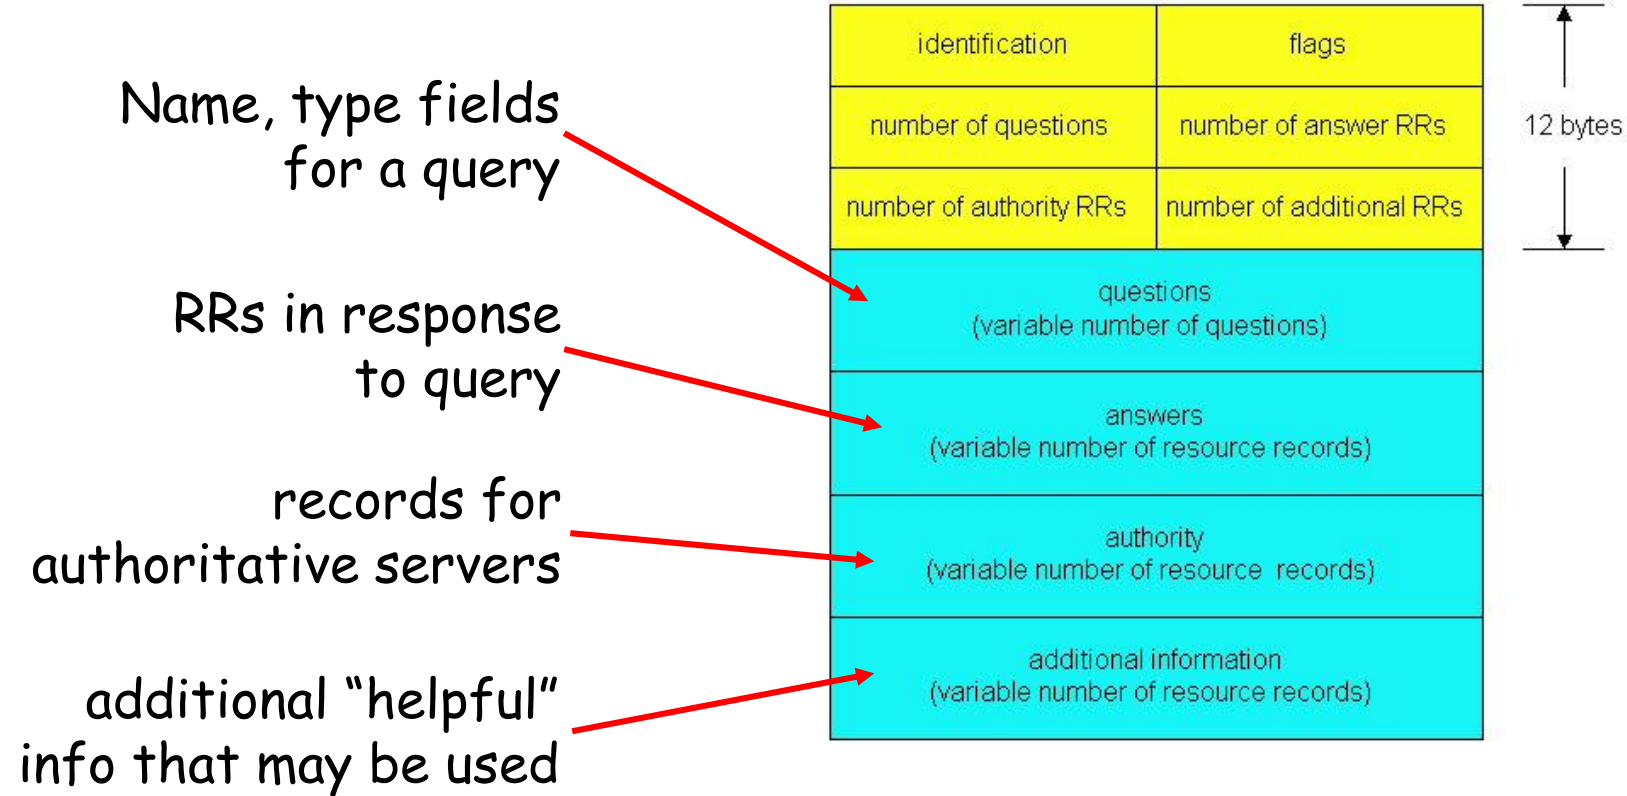 Name, type fields
for a query
RRs in response
to query
records for
authoritative servers
additional “helpful”
info that may be used
identification
flags
number of questions
number of answer RRs
number of authority RRs
number of additional RRs
12 bytes
questions
(variable number of questions)
answers
(variable number of resource records)
authority
(variable number of resource records)
additional information
(variable number of resource records)